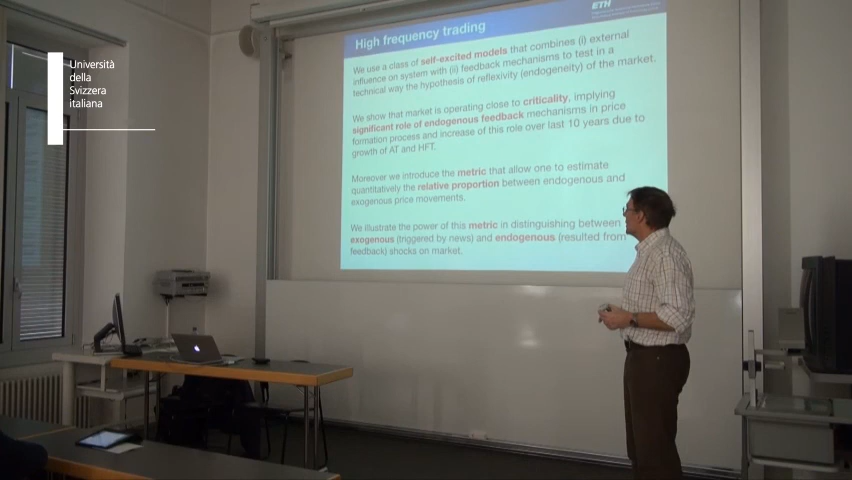 Università
della
Svizzera
italiana
ETH
High frequency trading
We use a class of self-excited models that combines (i) external
influence on system with (ii) feedback mechanisms to test in a
technical way the hypothesis of reflexivity (endogeneity) of the market.
We show that market is operating close to criticality, implying
significant role of endogenous feedback mechanisms in price
formation process and increase of this role over last 10 years due to
growth of AT and HFT.
Moreover we introduce the metric that allow one to estimate
quantitatively the relative proportion between endogenous and
exogenous price movements.
We illustrate the power of this metric in distinguishing between
exogenous (triggered by news) and endogenous (resulted from
feedback) shocks on market.